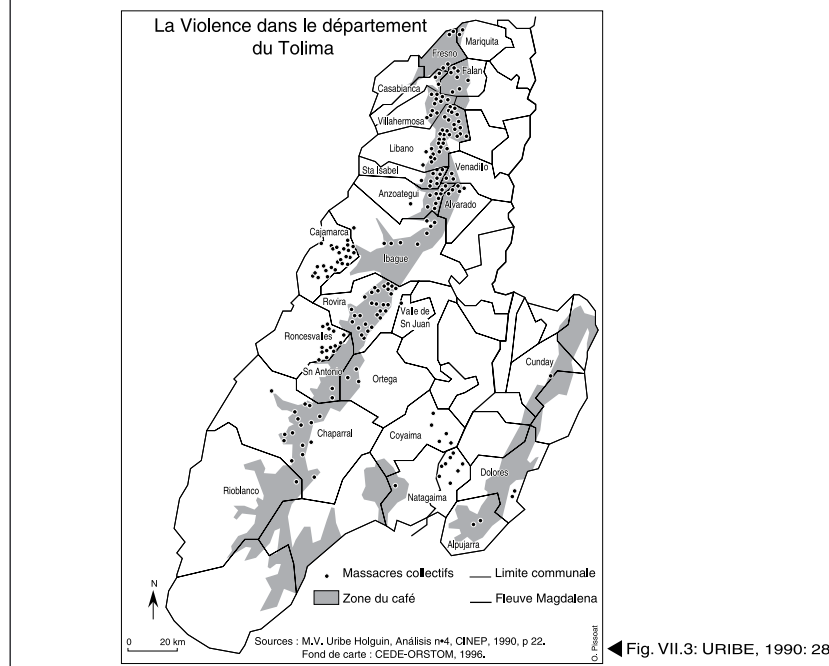 La Violence dans le département
du Tolima
Mariquita
Fresno
Falan
Casabianca
Villahermosa
Libano
Sta Isabel
Venadillo
Anzoategui
Alvarado
Cajamarca
Ibague
Rovira
Valle de
Sn Juan
Roncesvalles
Cunday
Sn Antonio
Ortega
Chaparral
Coyaima
Dolores
Rioblanco
Natagaima
Alpujarra
Massacres collectifs
Limite communale
Zone du café
Fleuve Magdalena
N
0 20 km
Sources : M.V. Uribe Holguin, Análisis n•4, CINEP, 1990, p 22.
Fond de carte : CEDE-ORSTOM, 1996.
O. Pissoat
◀ Fig. VII.3: URIBE, 1990: 28